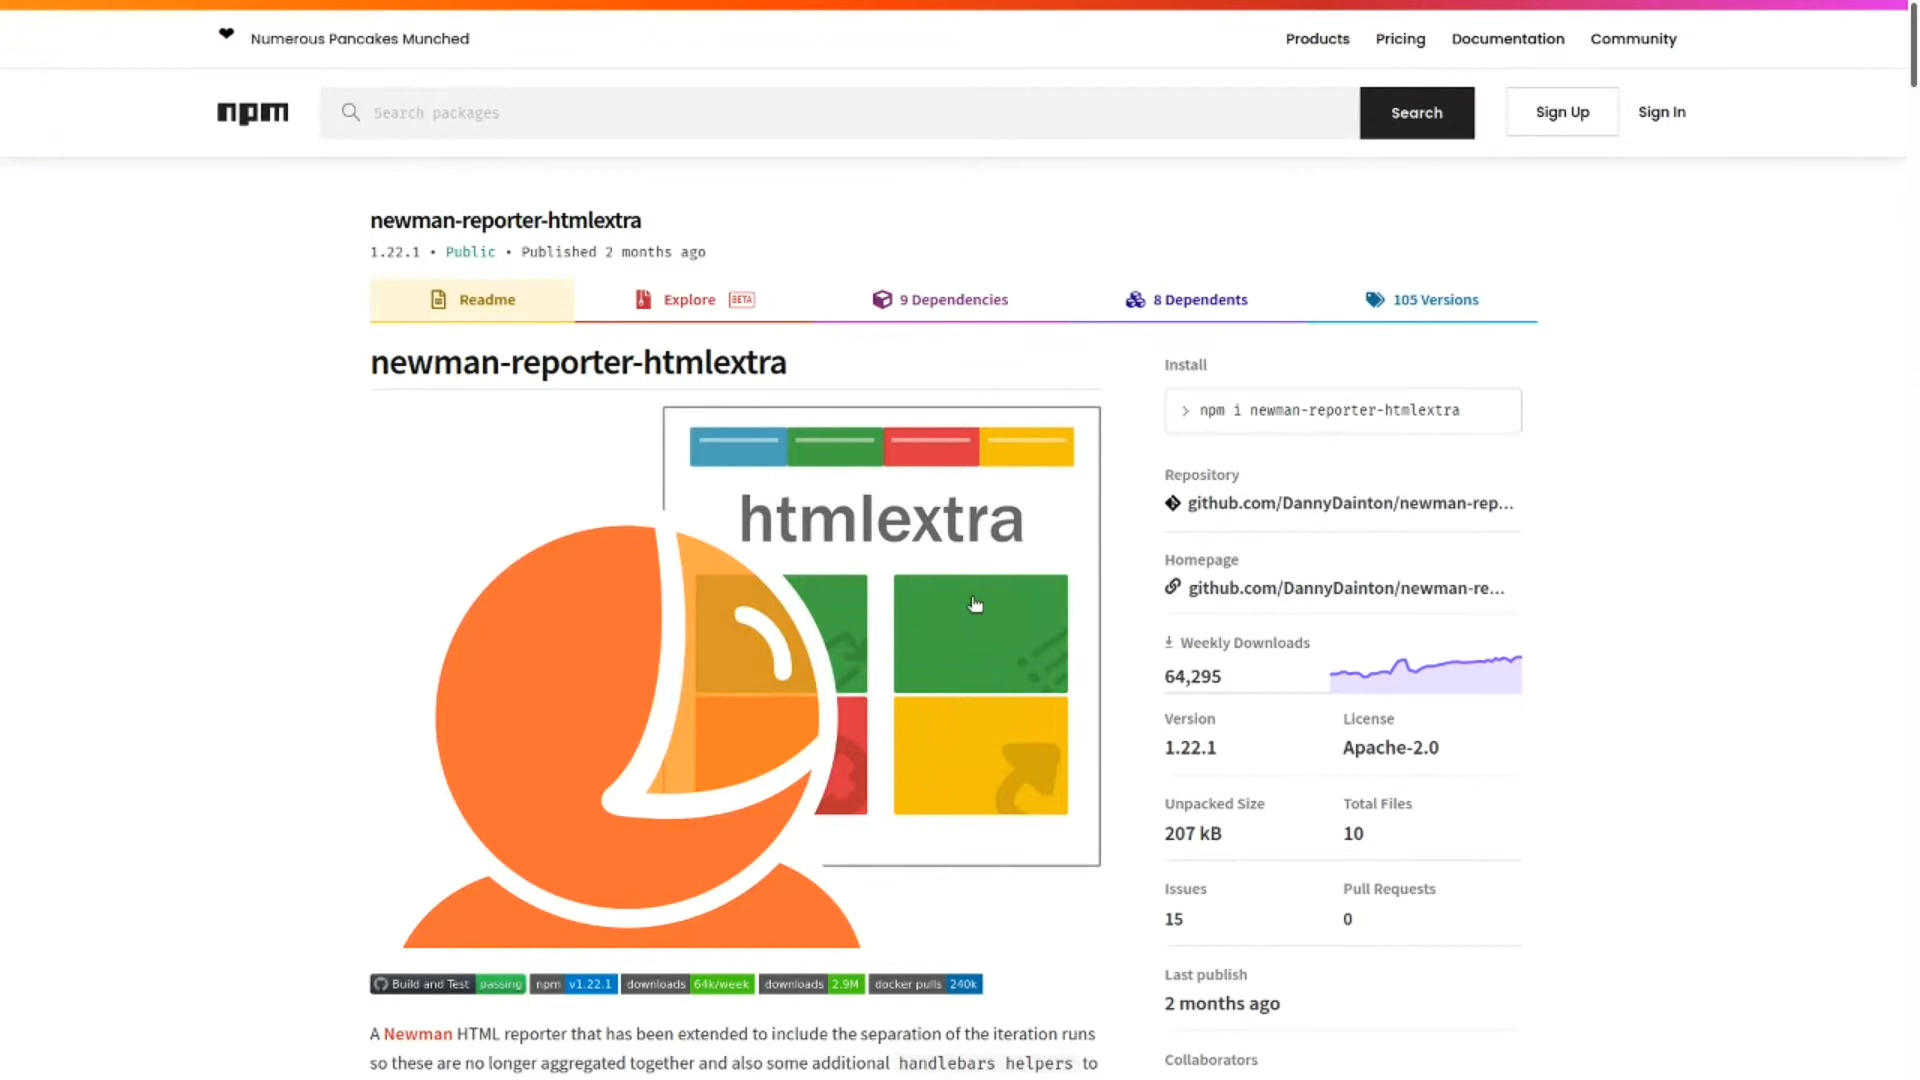 Numerous Pancakes Munched
Products Pricing Documentation Community
npm
Search packages
Search
Sign Up
Sign In
newman-reporter-htmlextra
1.22.1 • Public • Published 2 months ago
Readme
Explore BETA
9 Dependencies
8 Dependents
105 Versions
newman-reporter-htmlextra
htmlextra
Build and Test passing npm v1.22.1 downloads 64k/week downloads 2.9M docker pulls 240k
A Newman HTML reporter that has been extended to include the separation of the iteration runs
so these are no longer aggregated together and also some additional handlebars helpers to
Install
> npm i newman-reporter-htmlextra
Repository
github.com/DannyDainton/newman-rep...
Homepage
github.com/DannyDainton/newman-re...
Weekly Downloads
64,295
Version License
1.22.1 Apache-2.0
Unpacked Size Total Files
207 kB 10
Issues Pull Requests
15 0
Last publish
2 months ago
Collaborators